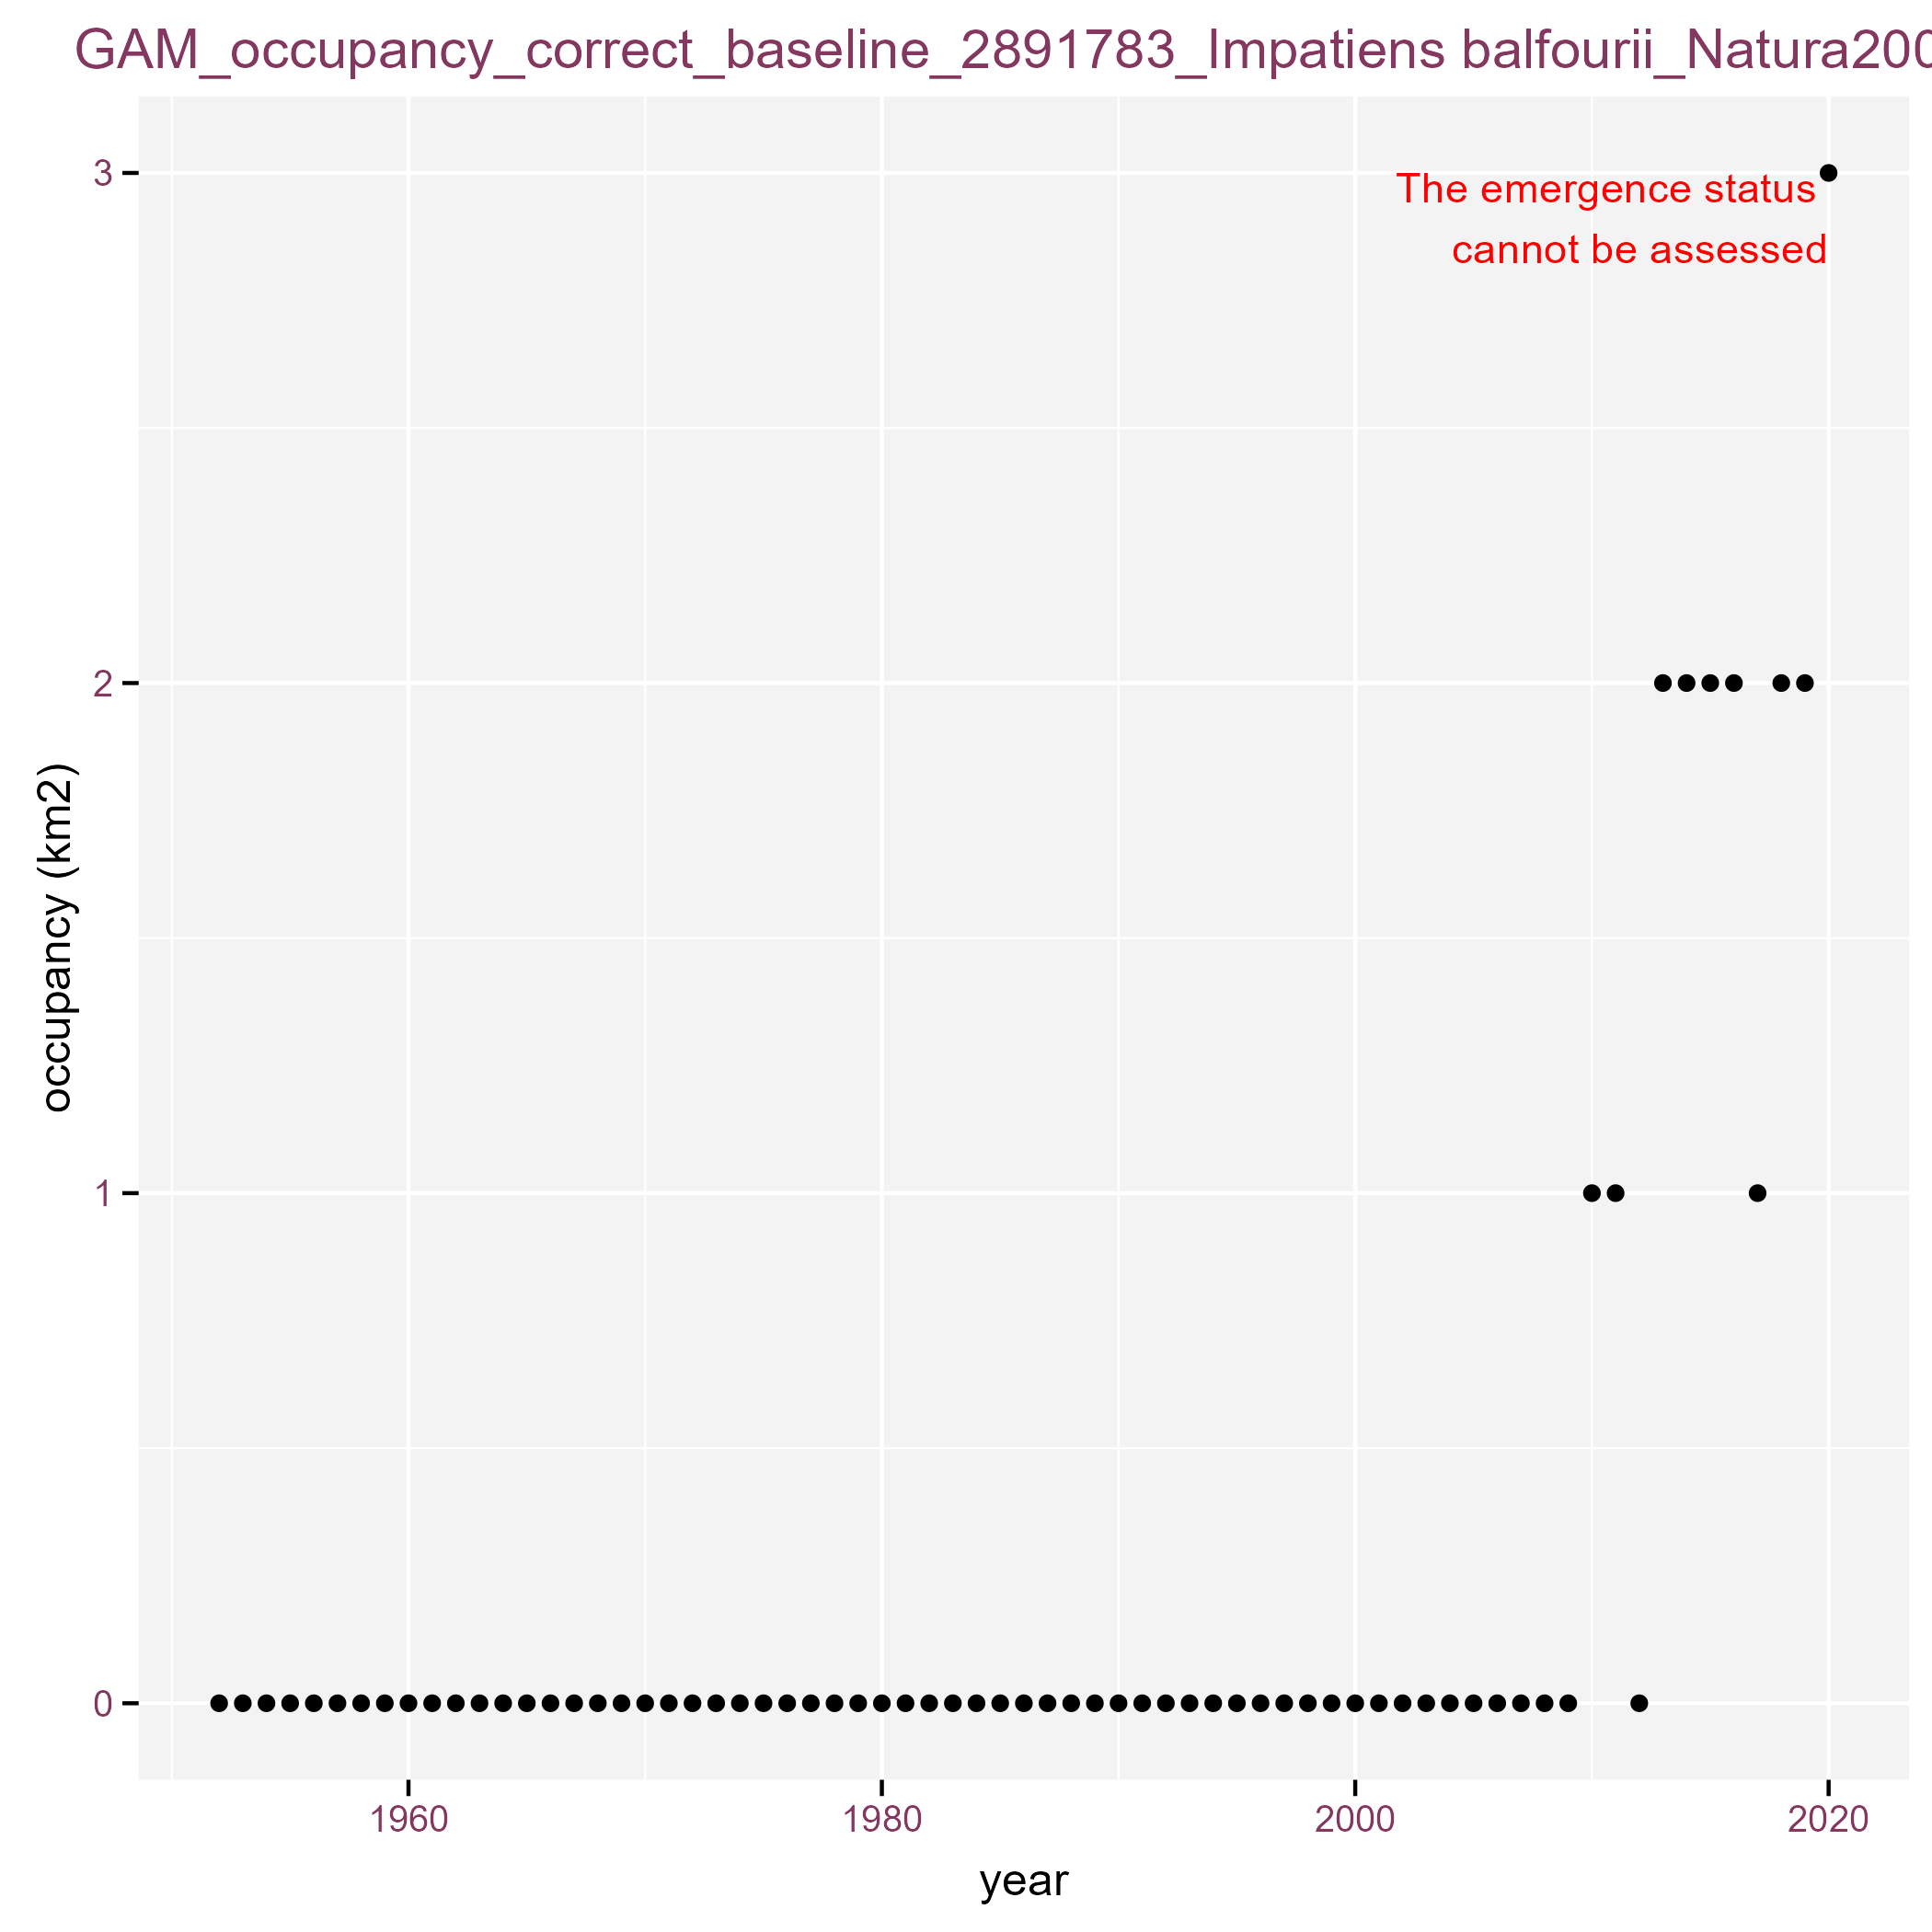 GAM_occupancy_correct_baseline_2891783_Impatiens balfourii_Natura200
3
The emergence status
cannot be assessed
2
occupancy (km2)
1
0
1960 1980 2000 2020
year